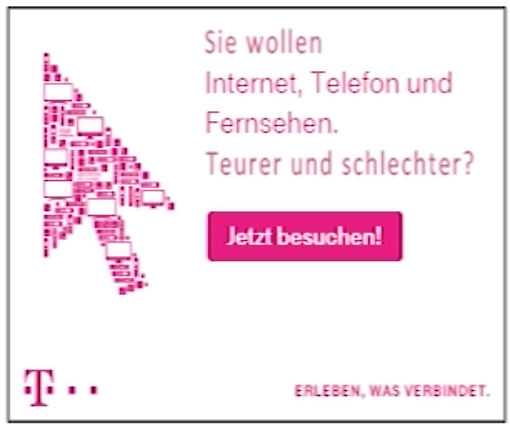 Sie wollen
Internet, Telefon und
Fernsehen.
Teurer und schlechter?
Jetzt besuchen!
T
ERLEBEN, WAS VERBINDET.